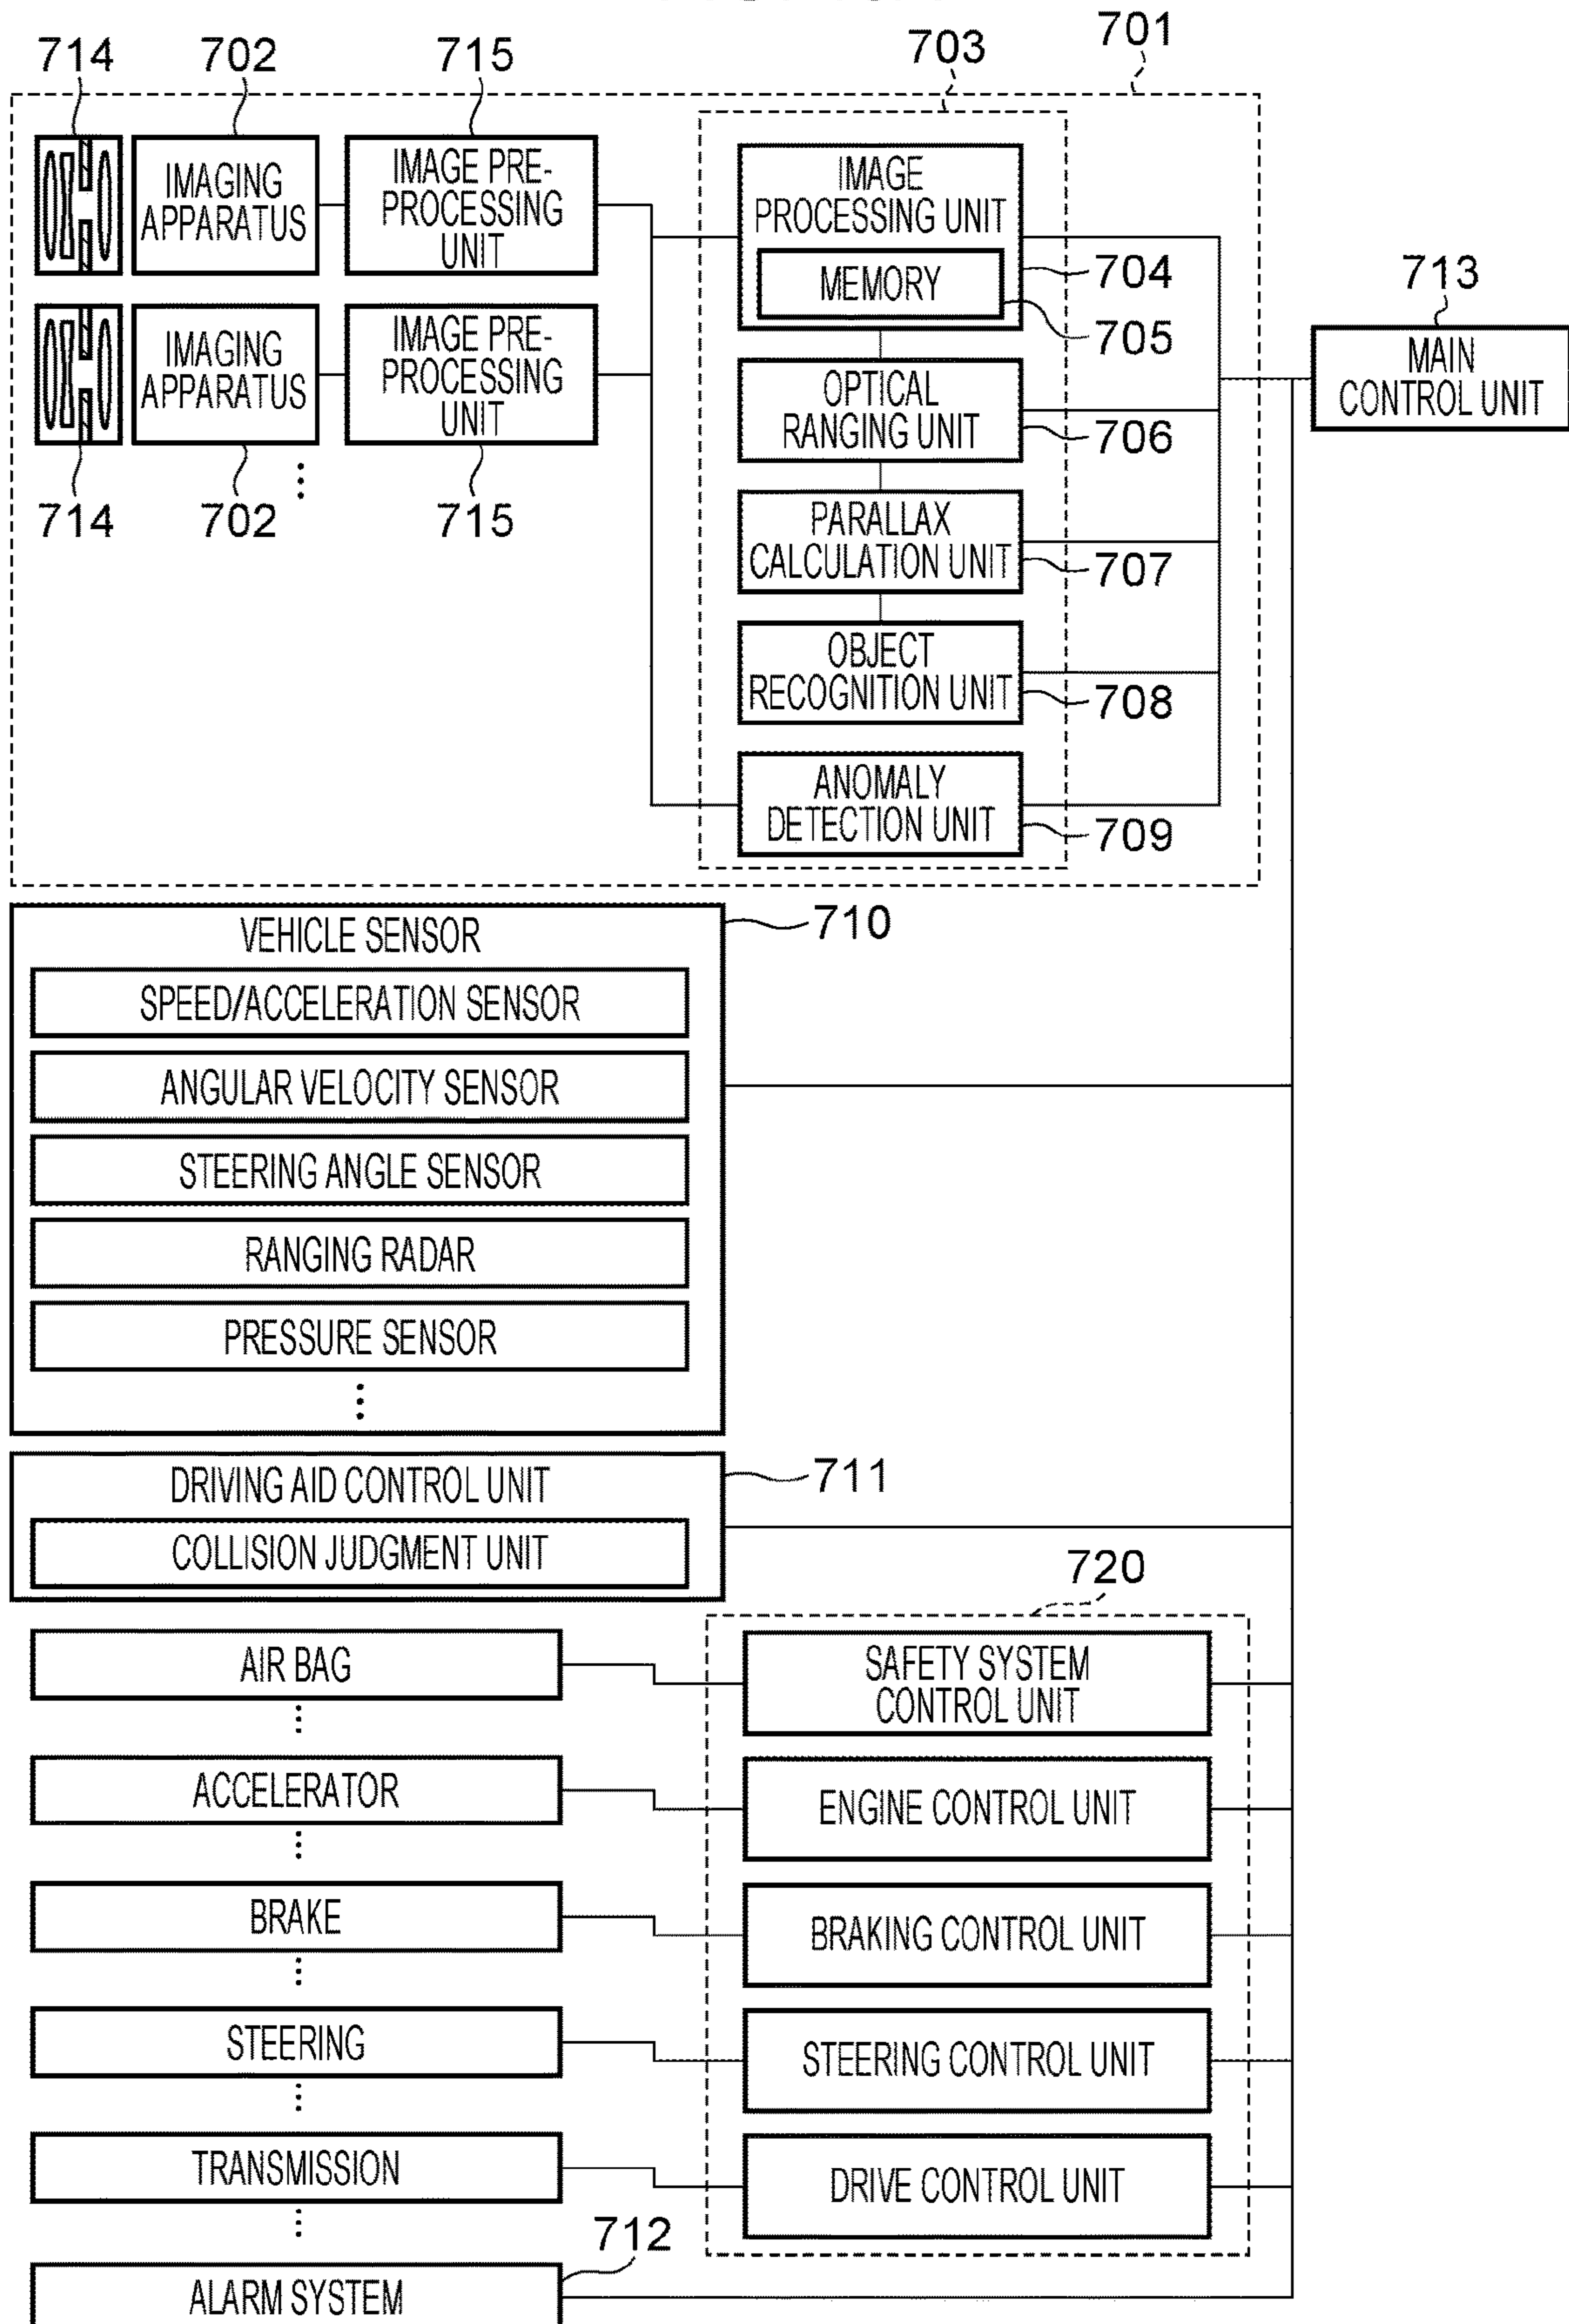 701
703
714
702
715
IMAGING
APPARATUS
IMAGE PRE-
PROCESSING
UNIT
IMAGE
PROCESSING UNIT
MEMORY
704
705
713
MAIN
CONTROL UNIT
IMAGING
APPARATUS
IMAGE PRE-
PROCESSING
UNIT
714
702
715
OPTICAL
RANGING UNIT
706
PARALLAX
CALCULATION UNIT
707
OBJECT
RECOGNITION UNIT
708
ANOMALY
DETECTION UNIT
709
VEHICLE SENSOR
710
SPEED/ACCELERATION SENSOR
ANGULAR VELOCITY SENSOR
STEERING ANGLE SENSOR
RANGING RADAR
PRESSURE SENSOR
DRIVING AID CONTROL UNIT
711
COLLISION JUDGMENT UNIT
720
AIR BAG
SAFETY SYSTEM
CONTROL UNIT
ACCELERATOR
ENGINE CONTROL UNIT
BRAKE
BRAKING CONTROL UNIT
STEERING
STEERING CONTROL UNIT
TRANSMISSION
DRIVE CONTROL UNIT
712
ALARM SYSTEM